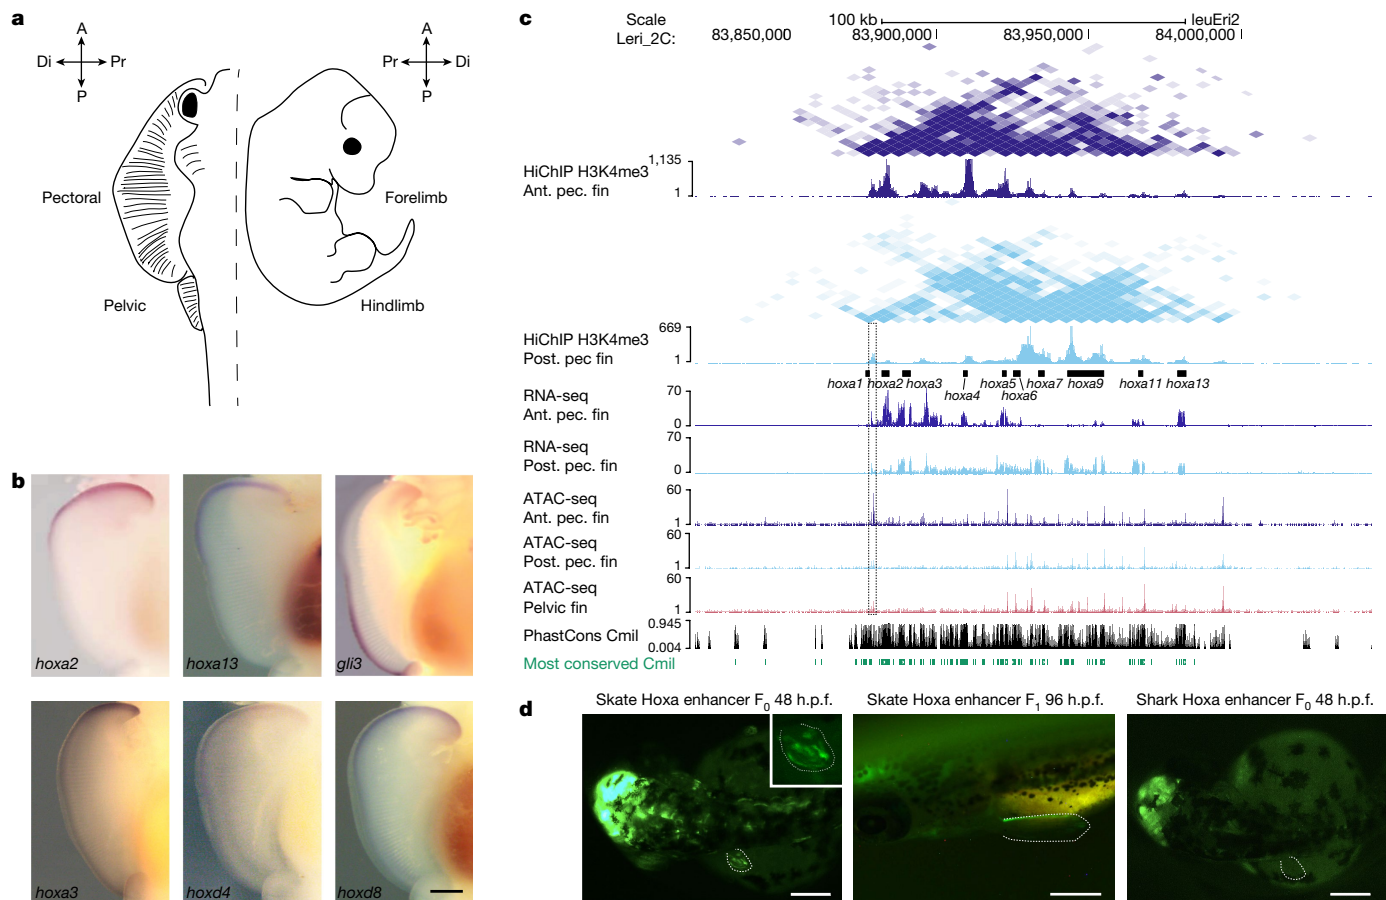 a
A
Di
Pr
P
A
Pr
Di
P
Pectoral
Forelimb
Pelvic
Hindlimb
b
hoxa2
hoxa13
gli3
hoxa3
hoxd4
hoxd8
c
Scale
100 kb
leuEri2
Leri_2C:
83,850,000
83,900,000
83,950,000
84,000,000
HiChIP H3K4me3
Ant. pec. fin
1,135
1
HiChIP H3K4me3
Post. pec fin
669
1
hoxa1
hoxa2
hoxa3
hoxa4
hoxa5
hoxa6
hoxa7
hoxa9
hoxa11
hoxa13
RNA-seq
Ant. pec. fin
70
0
RNA-seq
Post. pec. fin
70
0
ATAC-seq
Ant. pec. fin
60
1
ATAC-seq
Post. pec. fin
60
1
ATAC-seq
Pelvic fin
60
1
PhastCons Cmil
0.945
0.004
Most conserved Cmil
d
Skate Hoxa enhancer F0 48 h.p.f.
Skate Hoxa enhancer F1 96 h.p.f.
Shark Hoxa enhancer F0 48 h.p.f.